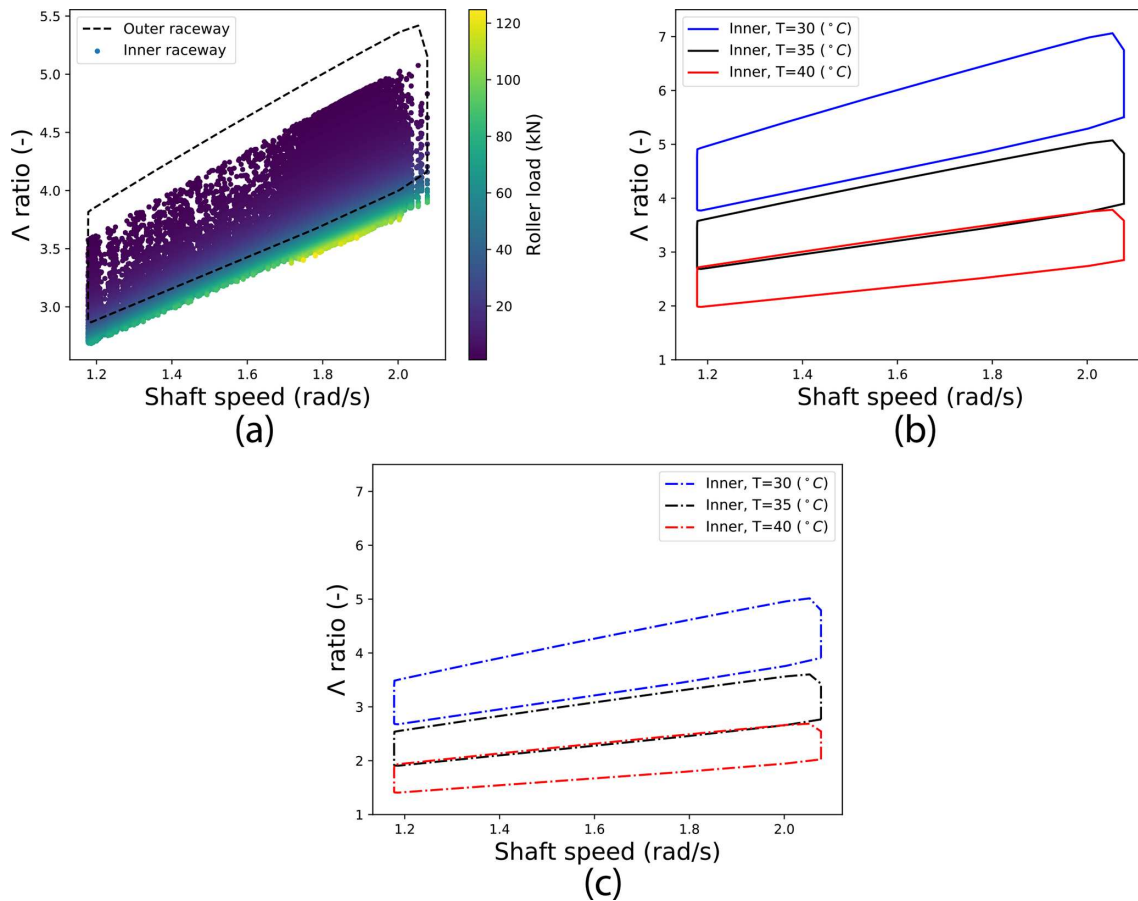 Outer raceway
Inner raceway
5.5
5.0
4.5
4.0
3.5
3.0
Λ ratio (-)
1.2 1.4 1.6 1.8 2.0
Shaft speed (rad/s)
120
100
80
60
40
20
Roller load (kN)
(a)
Inner, T=30 (°C)
Inner, T=35 (°C)
Inner, T=40 (°C)
7
6
5
4
3
2
1
Λ ratio (-)
1.2 1.4 1.6 1.8 2.0
Shaft speed (rad/s)
(b)
Inner, T=30 (°C)
Inner, T=35 (°C)
Inner, T=40 (°C)
7
6
5
4
3
2
1
Λ ratio (-)
1.2 1.4 1.6 1.8 2.0
Shaft speed (rad/s)
(c)